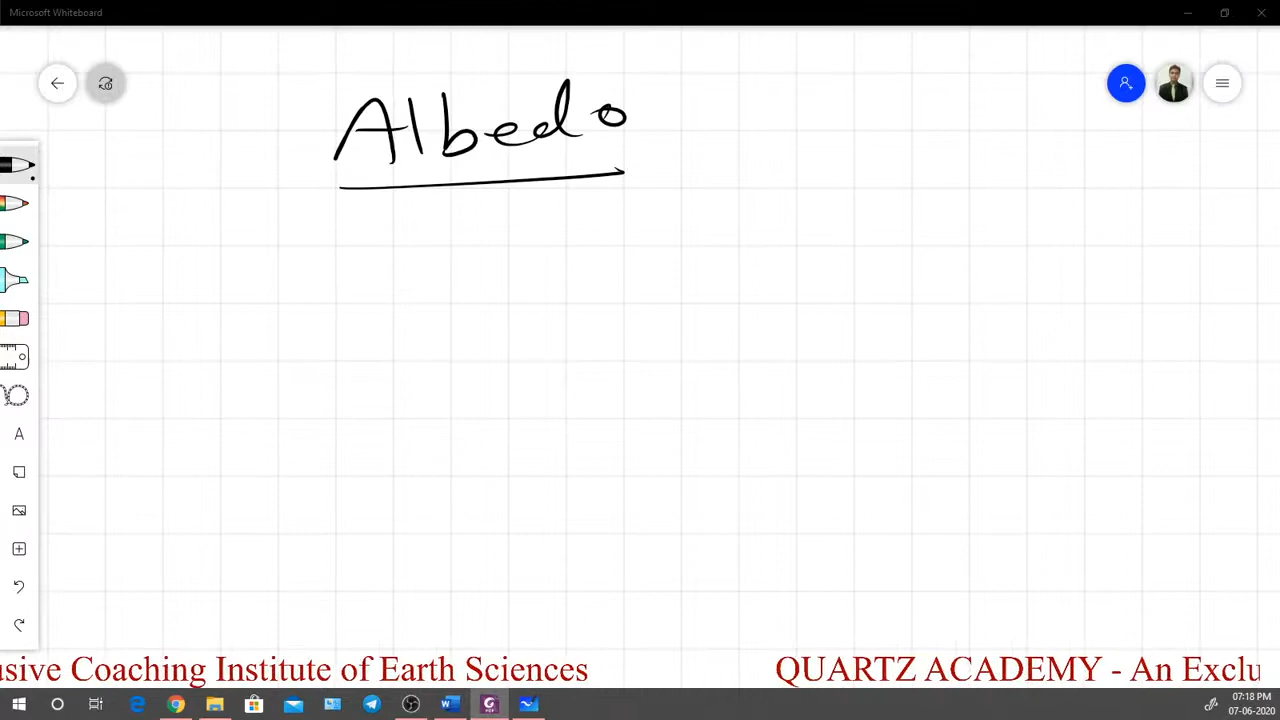 Microsoft Whiteboard
Albedo
A
usive Coaching Institute of Earth Sciences QUARTZ ACADEMY - An Exclu
07:18 PM
07-06-2020